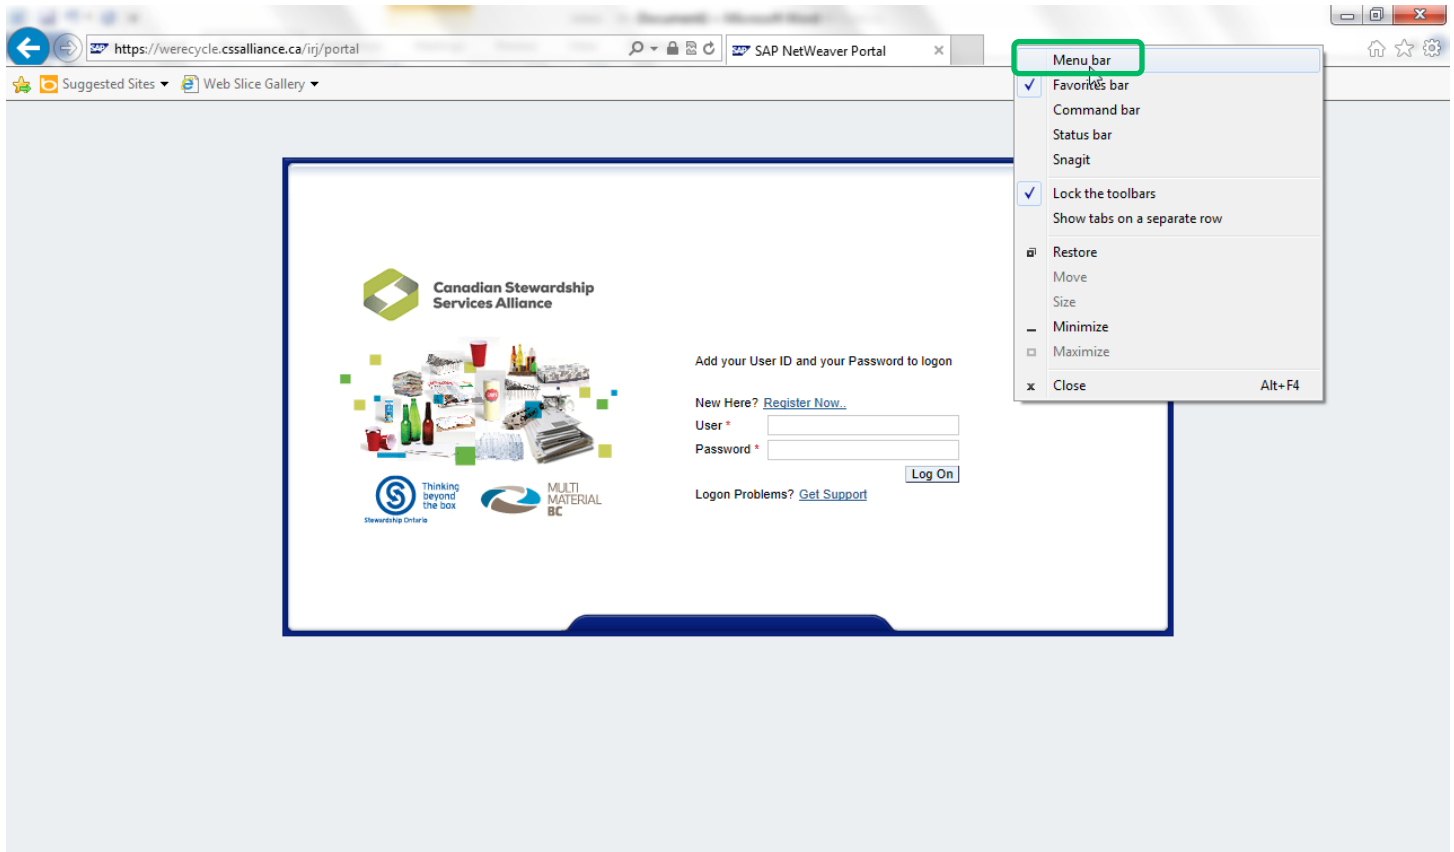 SAP https://werecycle.cssalliance.ca/irj/portal
SAP SAP NetWeaver Portal
Suggested Sites
Web Slice Gallery
Menu bar
Favorites bar
Command bar
Status bar
Snagit
Lock the toolbars
Show tabs on a separate row
Restore
Move
Size
Minimize
Maximize
Close Alt+F4
Canadian Stewardship
Services Alliance
Thinking
beyond
the box
Stewardship Ontario
MULTI
MATERIAL
BC
Add your User ID and your Password to logon
New Here? Register Now..
User *
Password *
Log On
Logon Problems? Get Support